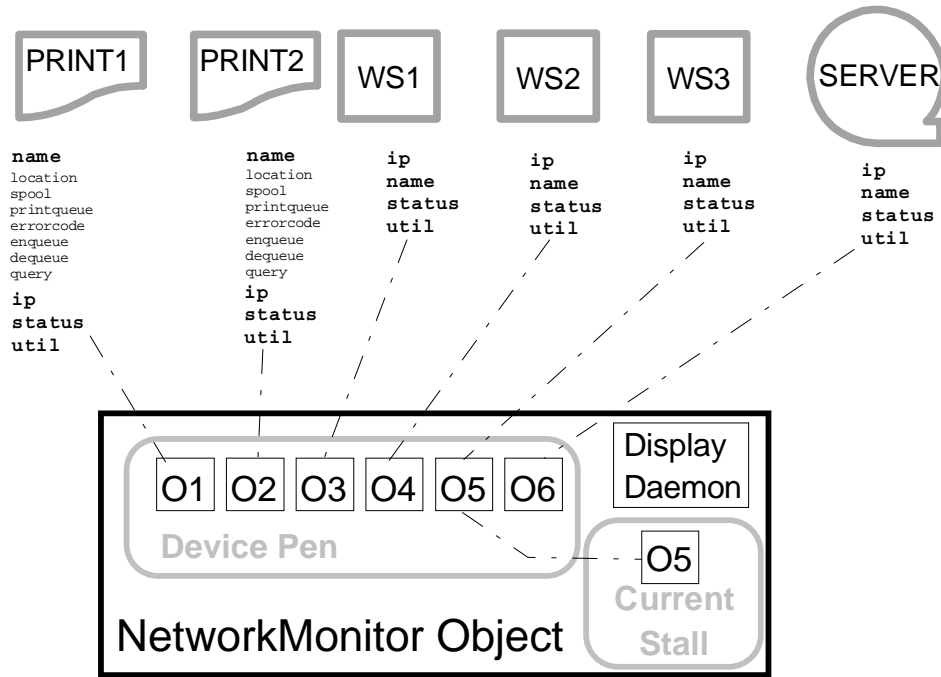 PRINT1
PRINT2
WS1
WS2
WS3
SERVER
name
location
spool
printqueue
errorcode
enqueue
dequeue
query
ip
status
util
name
location
spool
printqueue
errorcode
enqueue
dequeue
query
ip
status
util
ip
name
status
util
ip
name
status
util
ip
name
status
util
ip
name
status
util
O1
O2
O3
O4
O5
O6
Device Pen
Display
Daemon
O5
Current
Stall
NetworkMonitor Object